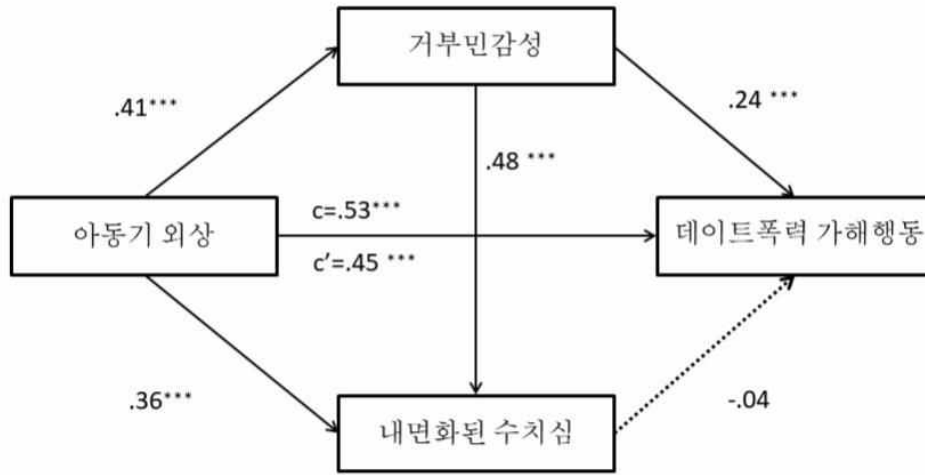 거부민감성
.41***
.24 ***
.48 ***
아동기 외상
c=.53***
c’=.45 ***
데이트폭력 가해행동
.36***
내면화된 수치심
-.04